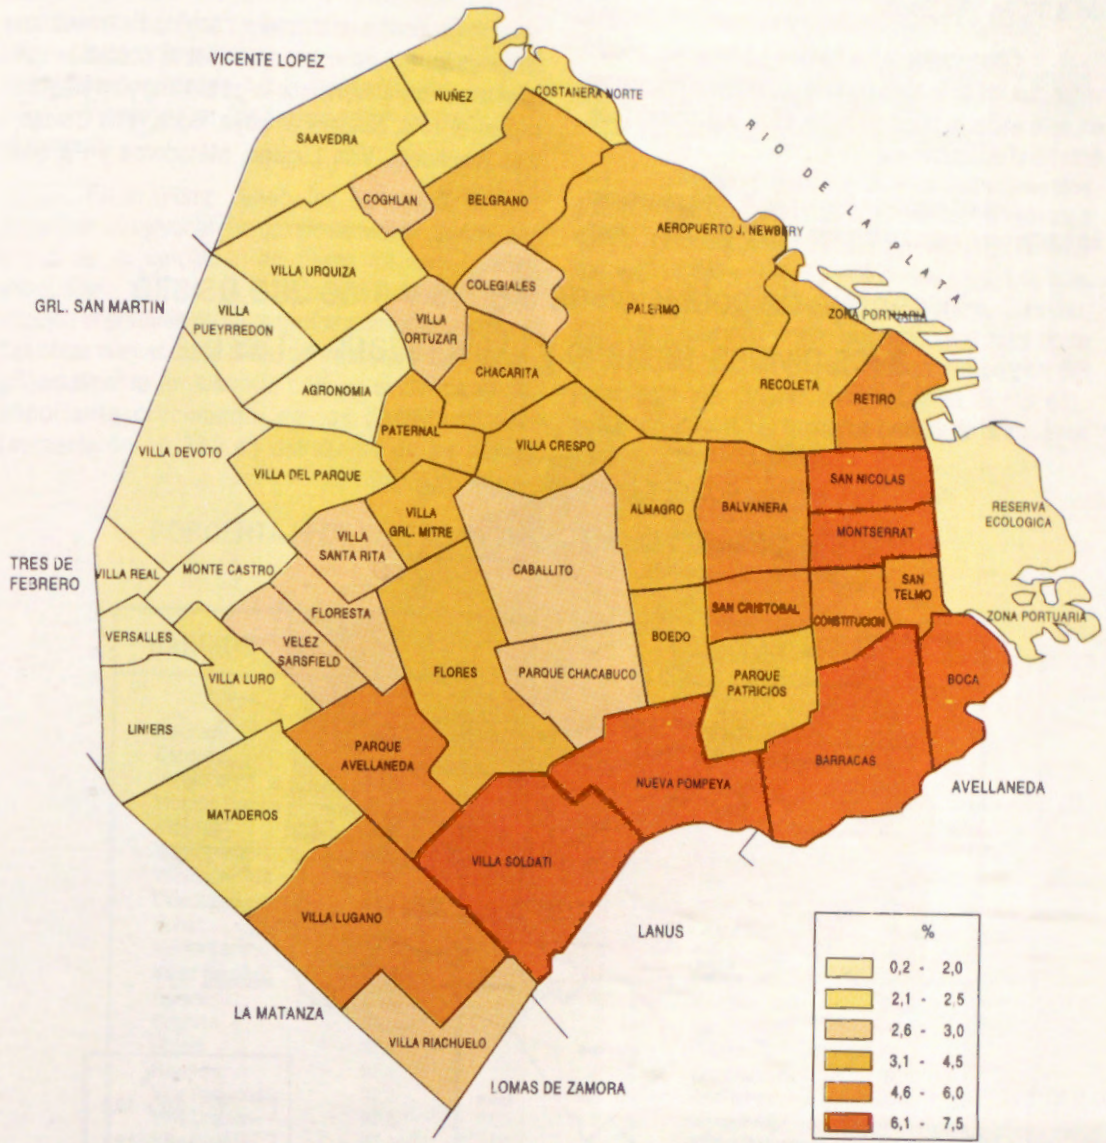 VICENTE LOPEZ
NUÑEZ
COSTANERA NORTE
SAAVEDRA
RIO DE LA PLATA
COGHLAN
BELGRANO
AEROPUERTO J. NEWBERY
VILLA URQUIZA
COLEGIALES
GRL. SAN MARTIN
VILLA
PUEYRREDON
VILLA
ORTUZAR
PALERMO
ZONA PORTUARIA
CHACARITA
AGRONOMIA
RECOLETA
RETIRO
PATERNAL
VILLA CRESPO
VILLA DEVOTO
VILLA DEL PARQUE
SAN NICOLAS
VILLA
GRL. MITRE
ALMAGRO
BALVANERA
RESERVA
ECOLOGICA
MONTSERRAT
VILLA
SANTA RITA
TRES DE
FEBRERO
VILLA REAL
MONTE CASTRO
CABALLITO
SAN
TELMO
FLORESTA
SAN CRISTOBAL
CONSTITUCION
ZONA PORTUARIA
VERSALLES
VELEZ
SARSFIELD
BOEDO
VILLA LURO
FLORES
PARQUE CHACABUCO
PARQUE
PATRICIOS
BOCA
LINIERS
PARQUE
AVELLANEDA
BARRACAS
NUEVA POMPEYA
AVELLANEDA
MATADEROS
VILLA SOLDATI
VILLA LUGANO
LANUS
LA MATANZA
VILLA RIACHUELO
LOMAS DE ZAMORA
%
0,2 - 2,0
2,1 - 2,5
2,6 - 3,0
3,1 - 4,5
4,6 - 6,0
6,1 - 7,5